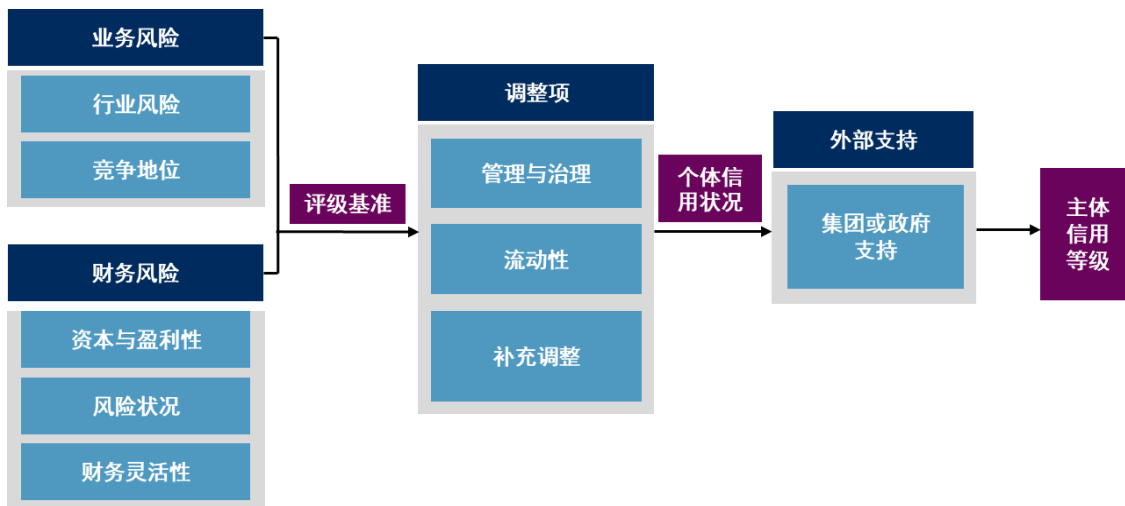 业务风险
行业风险
竞争地位
财务风险
资本与盈利性
风险状况
财务灵活性
评级基准
调整项
管理与治理
流动性
补充调整
个体信
用状况
外部支持
集团或政府
支持
主体
信用
等级